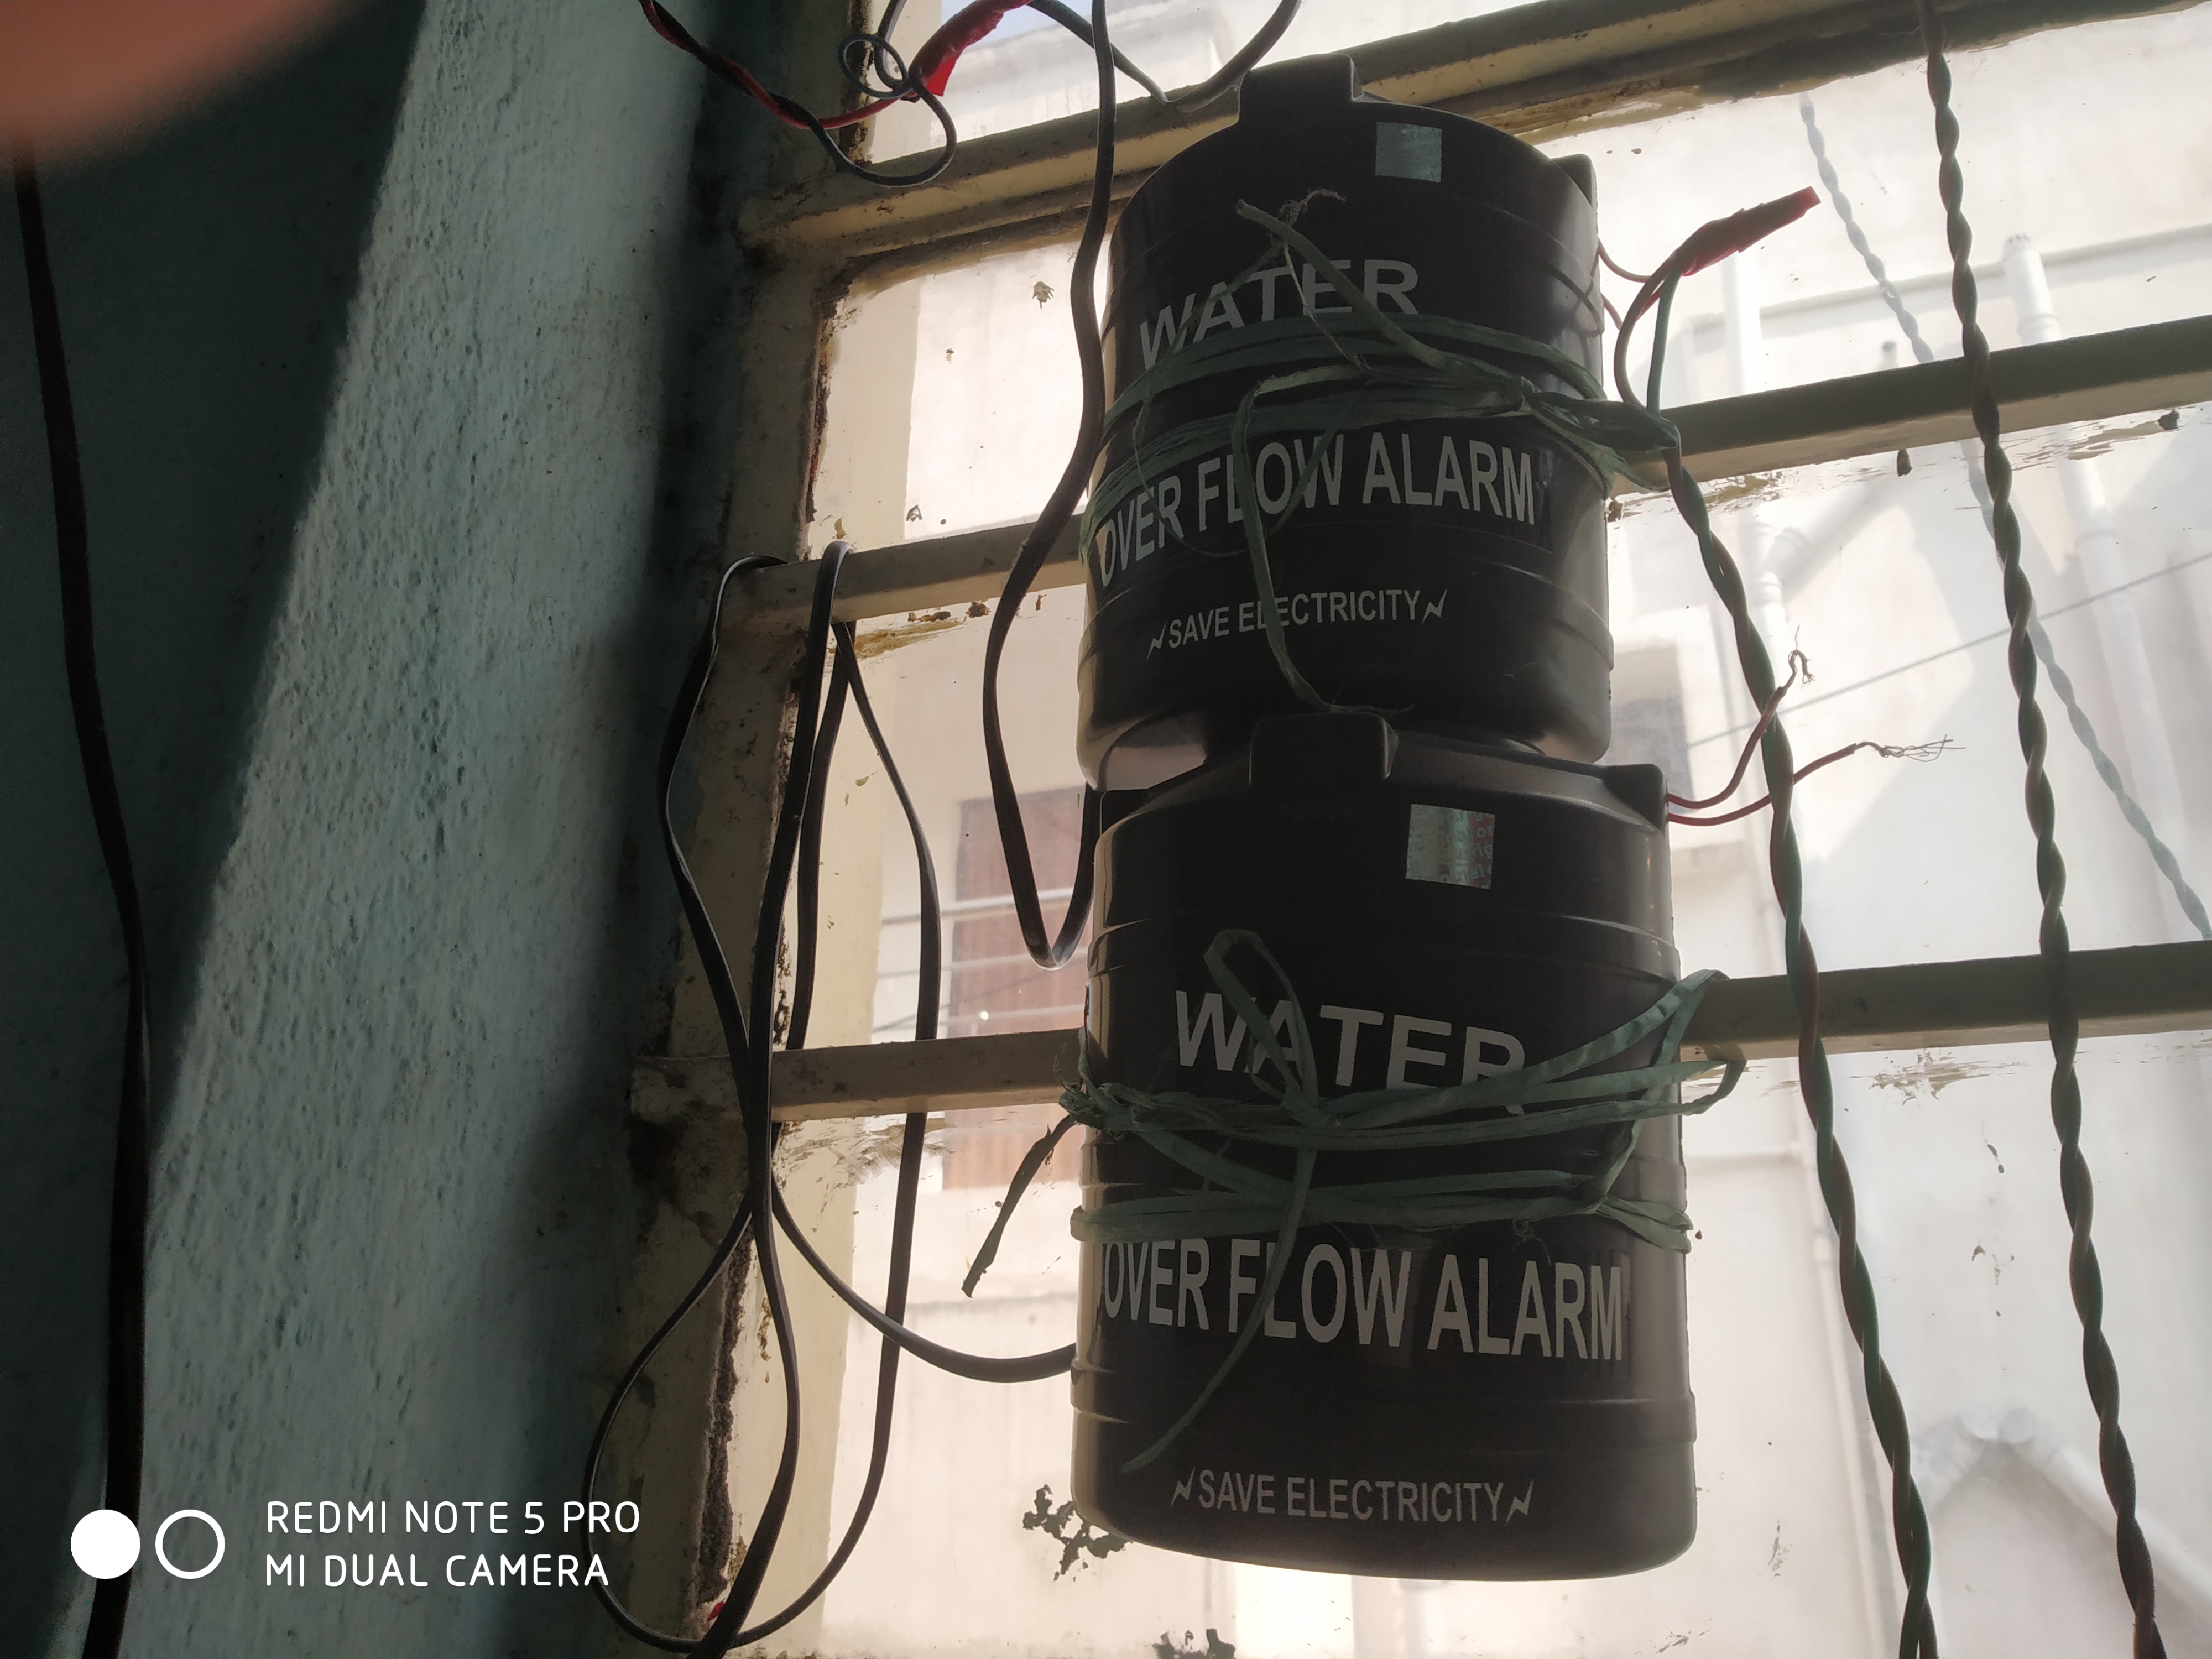 WATER
OVER FLOW ALARM
SAVE ELECTRICITY
WATER
OVER FLOW ALARM
SAVE ELECTRICITY
REDMI NOTE 5 PRO
MI DUAL CAMERA